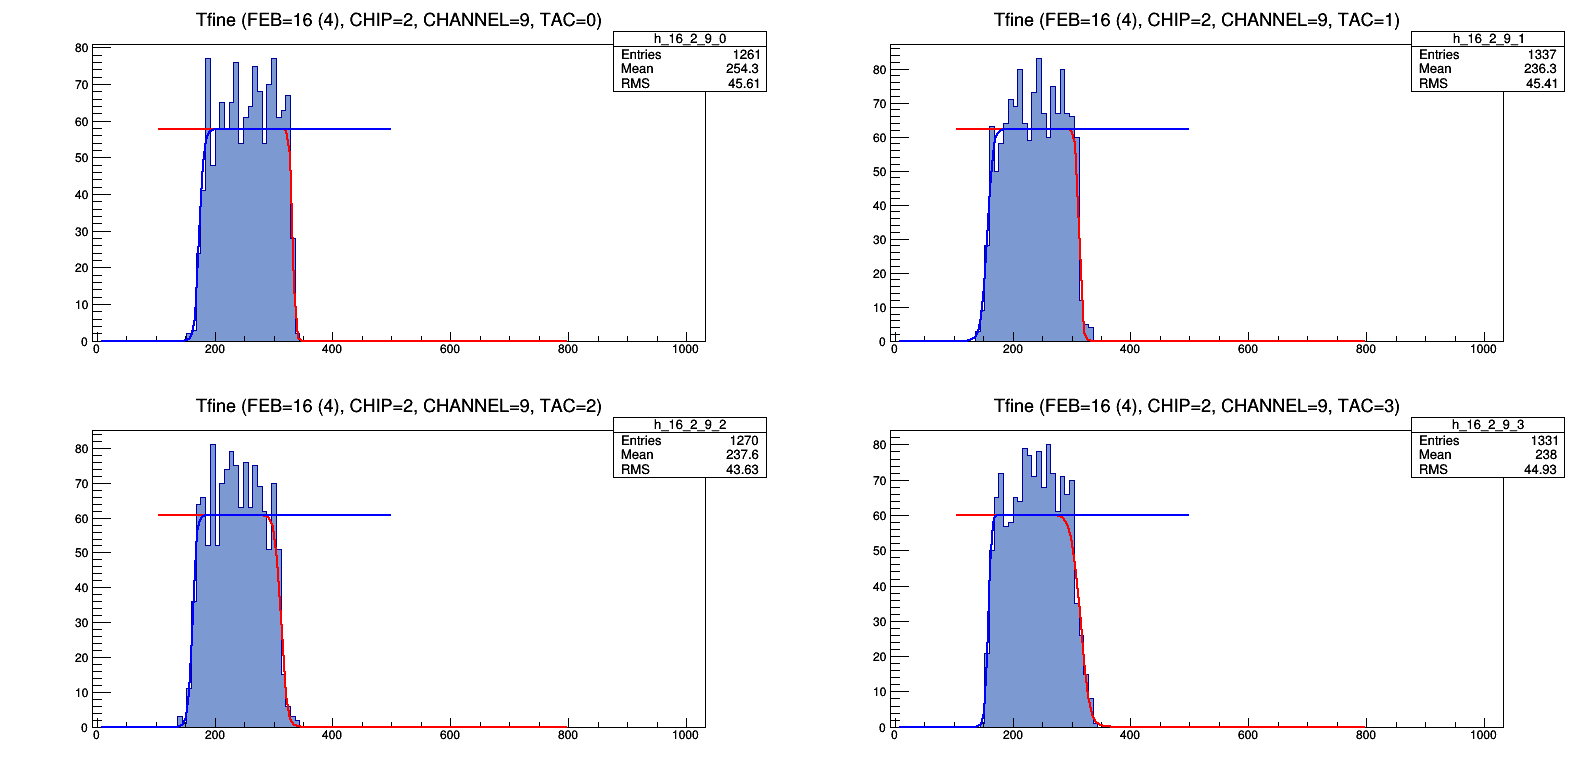 Tfine (FEB=16 (4), CHIP=2, CHANNEL=9, TAC=0)
h_16_2_9_0
Entries 1261
Mean 254.3
RMS 45.61
80
70
60
50
40
30
20
10
0
0 200 400 600 800 1000
Tfine (FEB=16 (4), CHIP=2, CHANNEL=9, TAC=1)
h_16_2_9_1
Entries 1337
Mean 236.3
RMS 45.41
80
70
60
50
40
30
20
10
0
0 200 400 600 800 1000
Tfine (FEB=16 (4), CHIP=2, CHANNEL=9, TAC=2)
h_16_2_9_2
Entries 1270
Mean 237.6
RMS 43.63
80
70
60
50
40
30
20
10
0
0 200 400 600 800 1000
Tfine (FEB=16 (4), CHIP=2, CHANNEL=9, TAC=3)
h_16_2_9_3
Entries 1331
Mean 238
RMS 44.93
80
70
60
50
40
30
20
10
0
0 200 400 600 800 1000